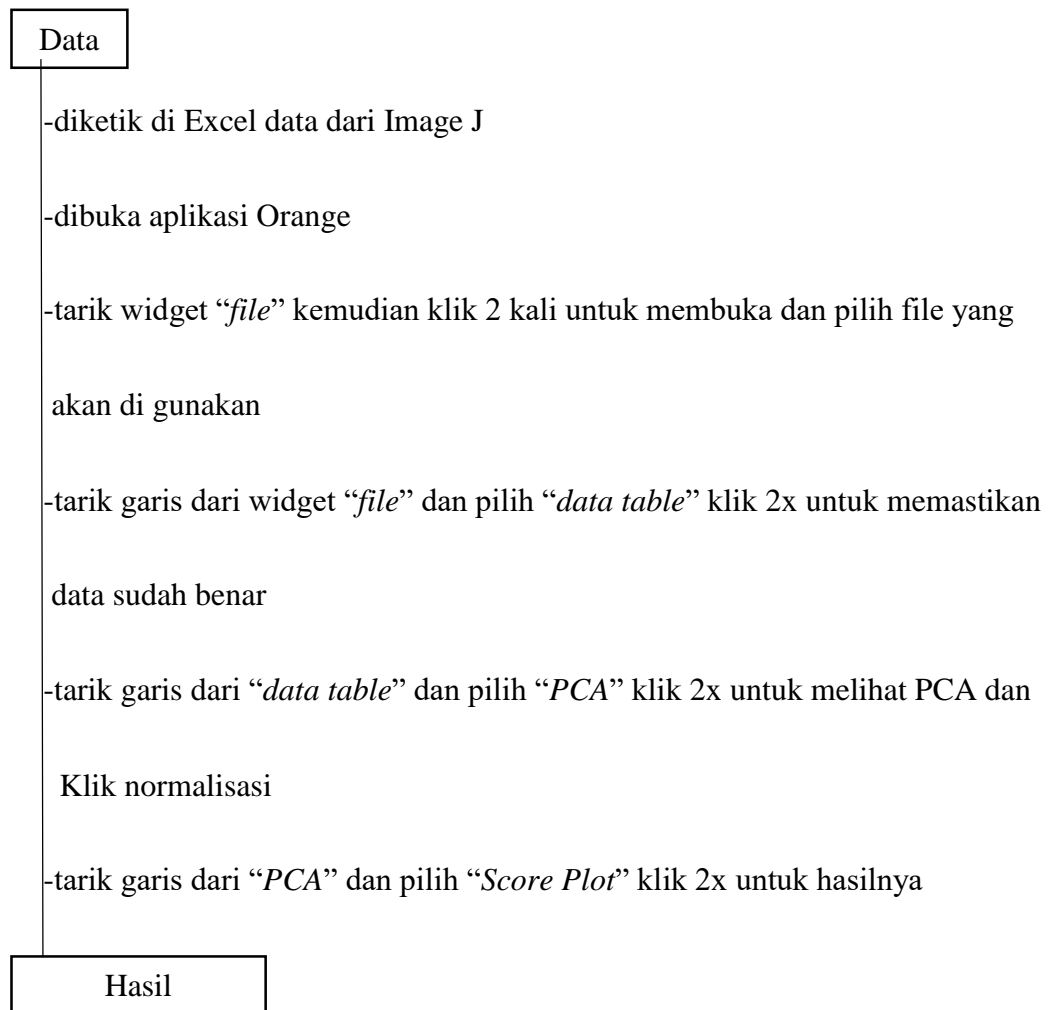 Data
-diketik di Excel data dari Image J
-dibuka aplikasi Orange
-tarik widget “file” kemudian klik 2 kali untuk membuka dan pilih file yang
akan di gunakan
-tarik garis dari widget “file” dan pilih “data table” klik 2x untuk memastikan
data sudah benar
-tarik garis dari “data table” dan pilih “PCA” klik 2x untuk melihat PCA dan
Klik normalisasi
-tarik garis dari “PCA” dan pilih “Score Plot” klik 2x untuk hasilnya
Hasil